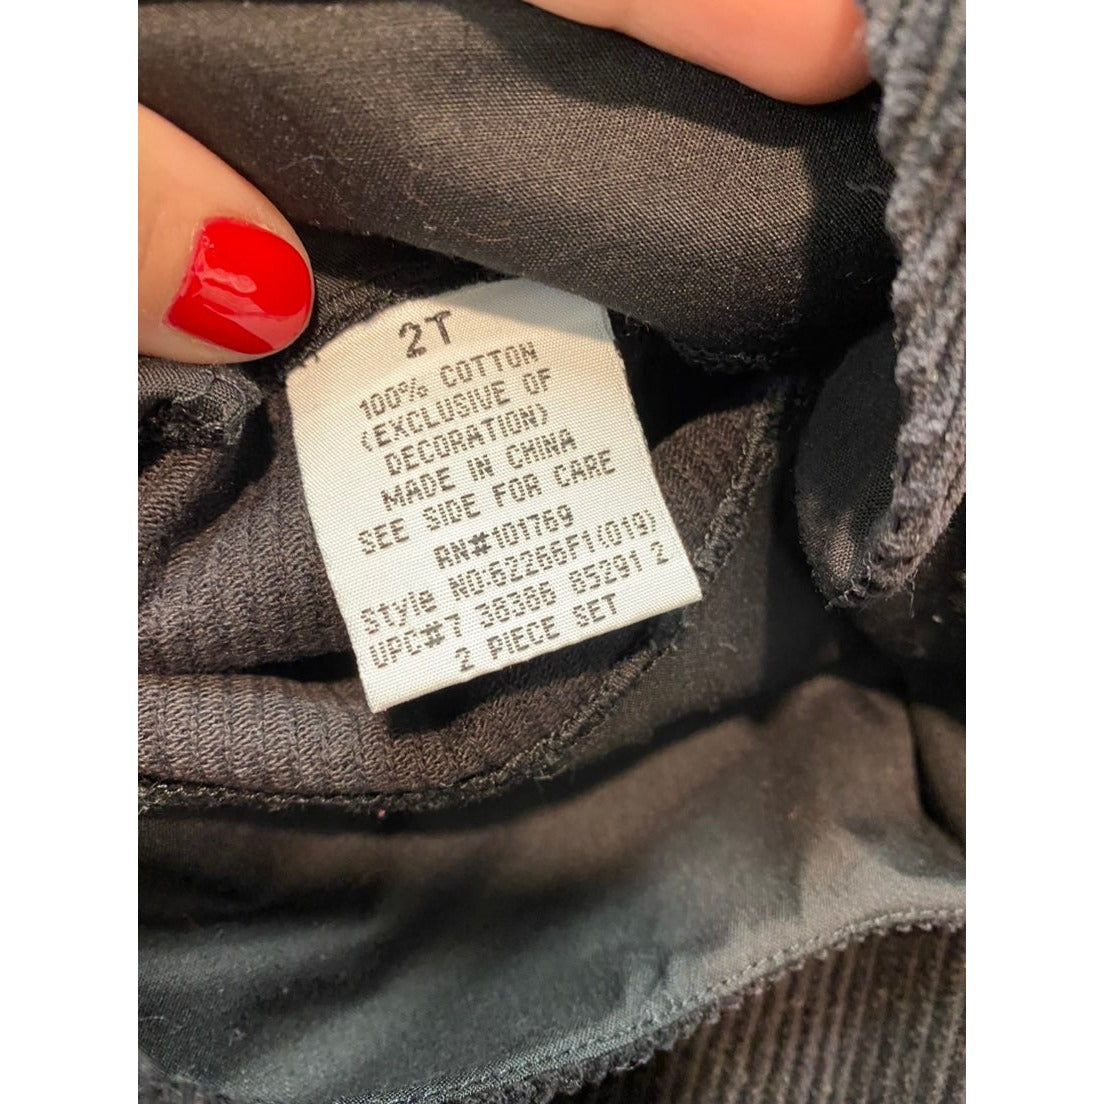 2T
100% COTTON
(EXCLUSIVE OF
DECORATION)
MADE IN CHINA
SEE SIDE FOR CARE
RN#101769
Style NO:62266F1(019)
UPC#7 38386 85291 2
2 PIECE SET